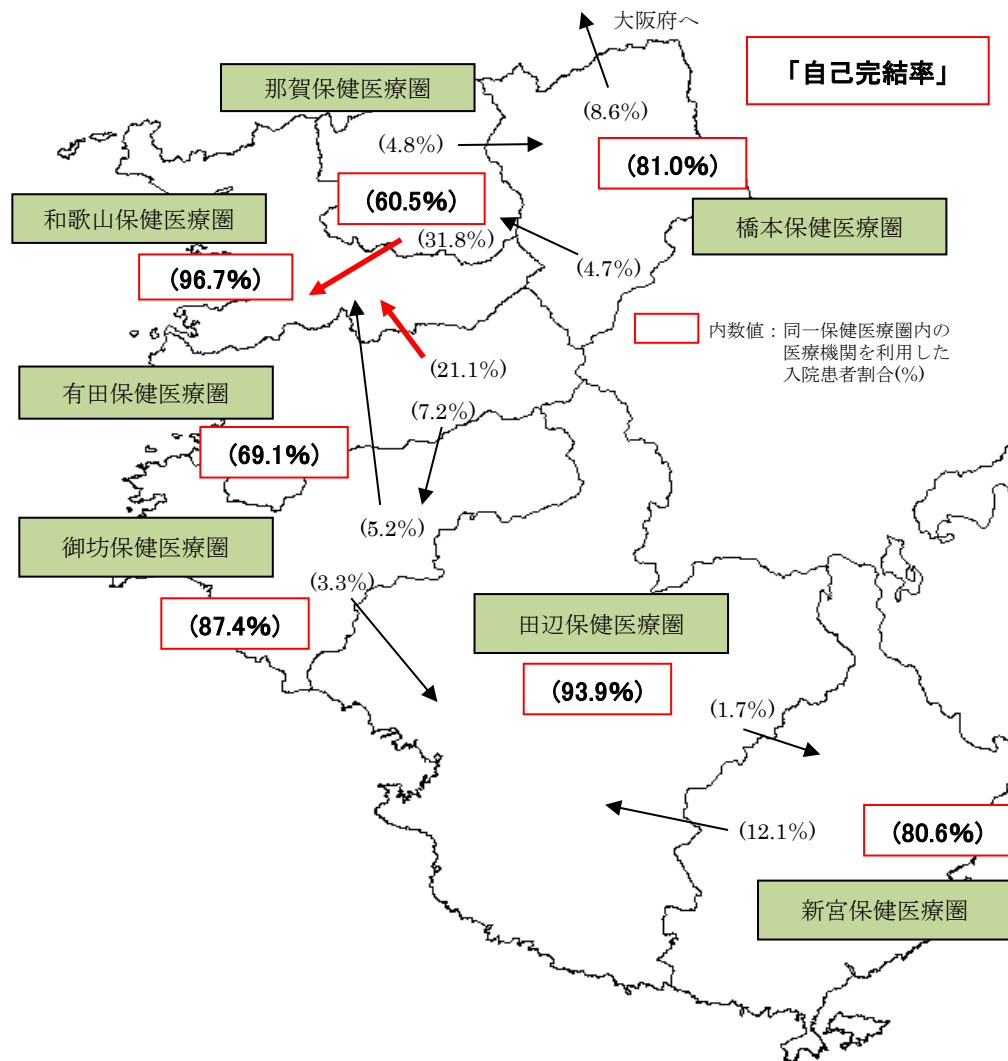 大阪府へ
「自己完結率」
那賀保健医療圏
(8.6%)
(4.8%)
(81.0%)
(60.5%)
和歌山保健医療圏
橋本保健医療圏
(31.8%)
(4.7%)
(96.7%)
内数値：同一保健医療圏内の
医療機関を利用した
入院患者割合(%)
(21.1%)
有田保健医療圏
(7.2%)
(69.1%)
(5.2%)
御坊保健医療圏
(3.3%)
(87.4%)
田辺保健医療圏
(93.9%)
(1.7%)
(12.1%)
(80.6%)
新宮保健医療圏